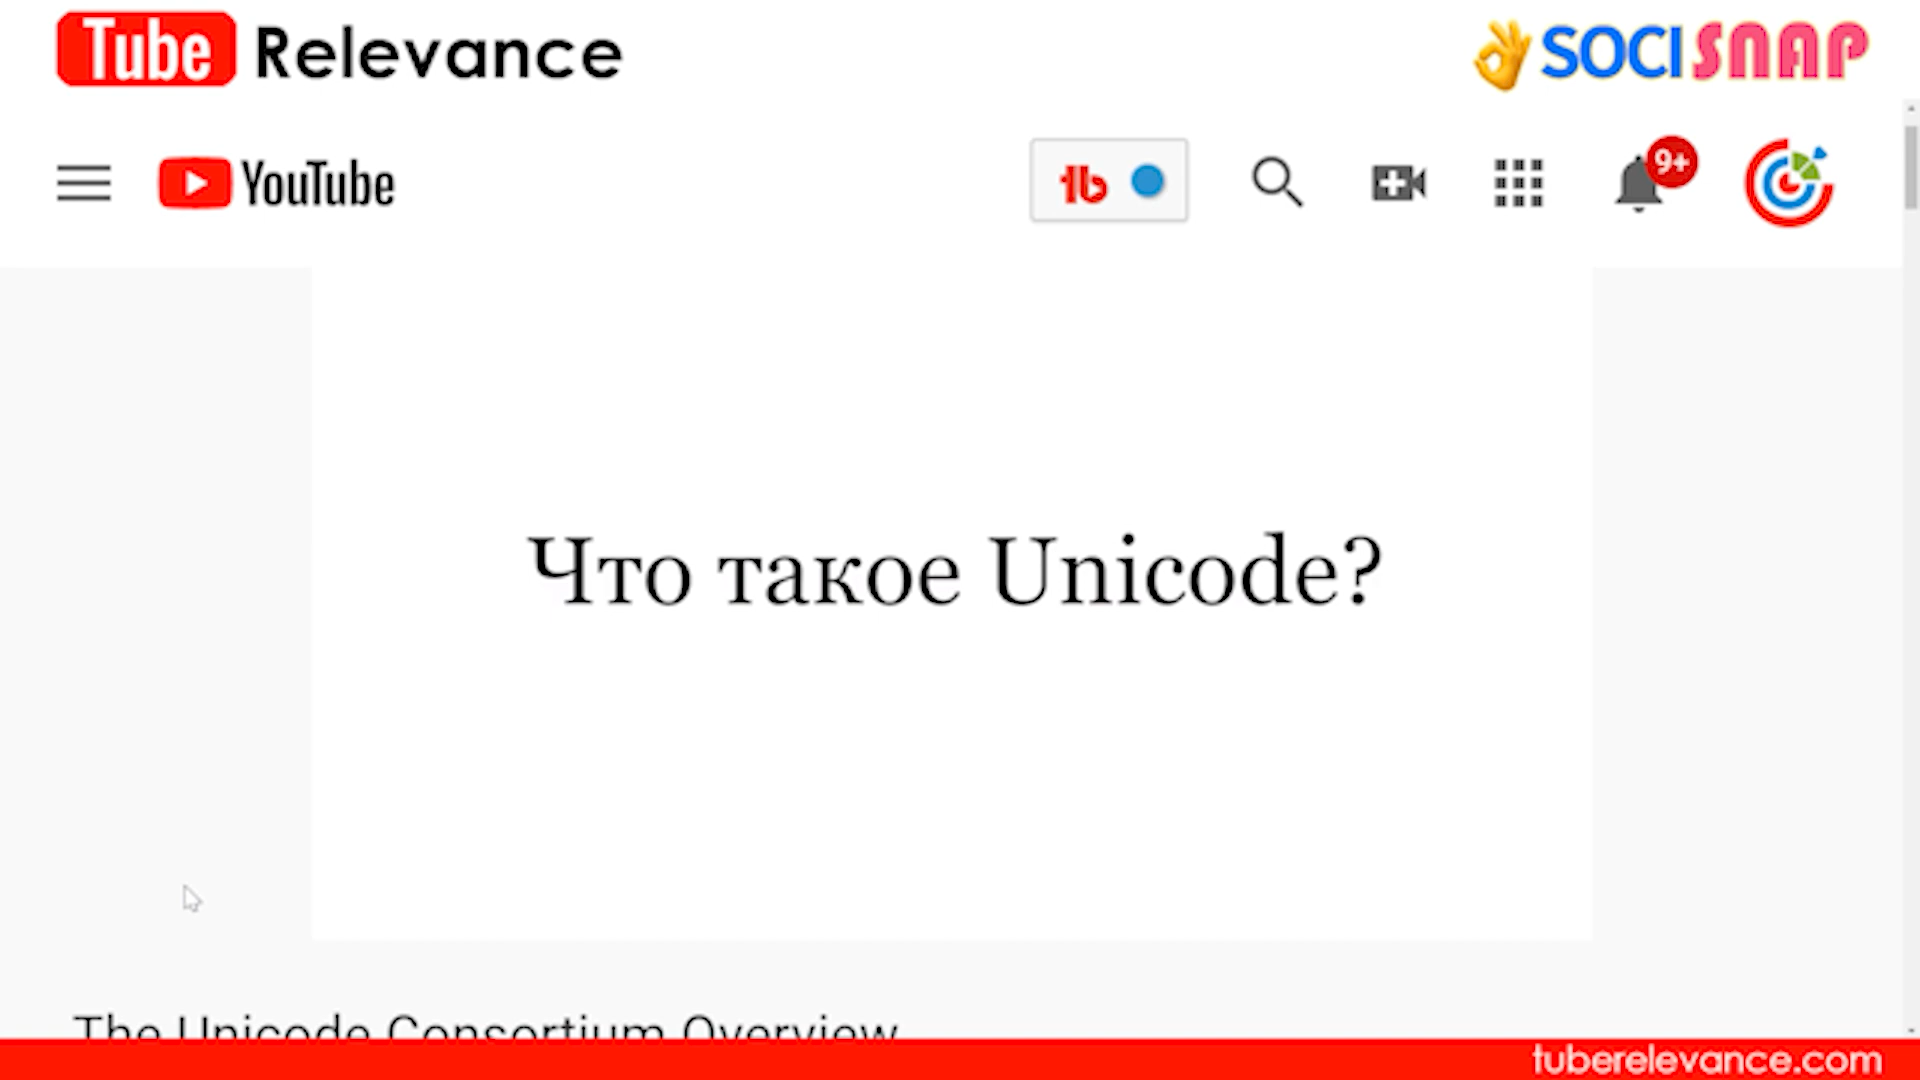 Tube Relevance
SOCISNAP
YouTube
9+
Что такое Unicode?
The Unicode Consortium Overview
tuberelevance.com